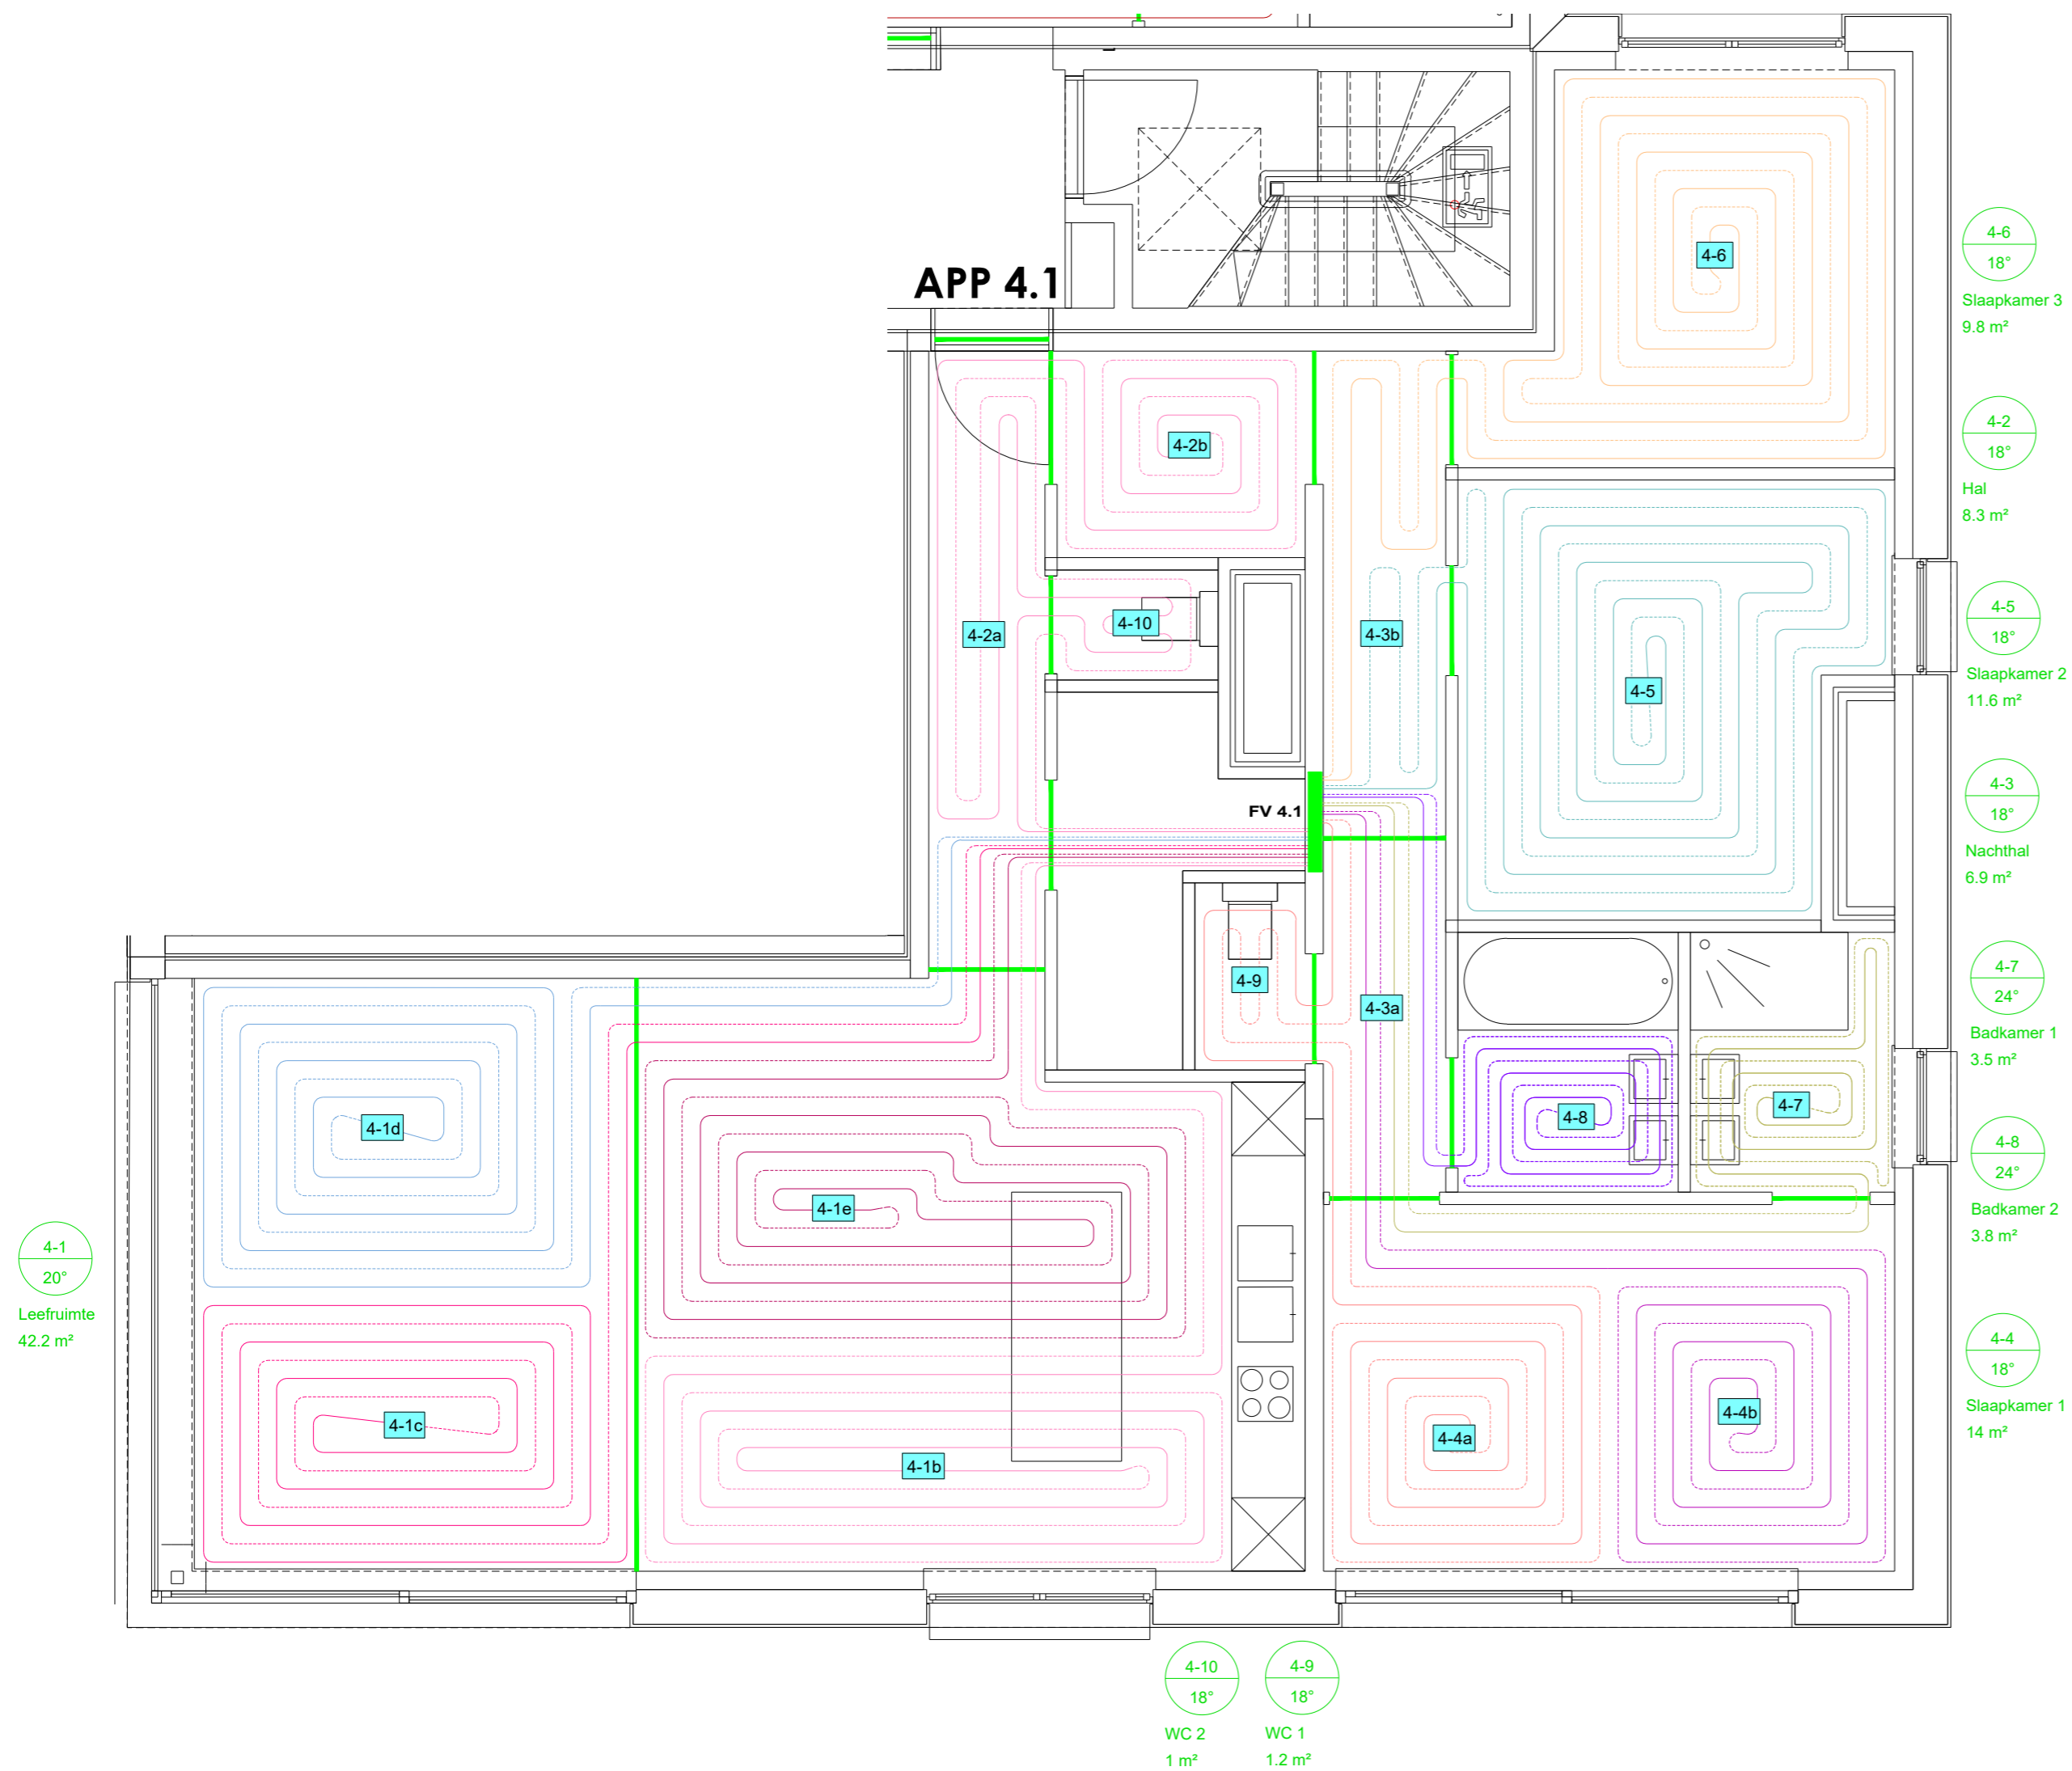 APP 4.1
4-6
4-6
18°
Slaapkamer 3
9.8 m²
4-2b
4-2
18°
Hal
8.3 m²
4-10
4-2a
4-3b
4-5
18°
Slaapkamer 2
11.6 m²
4-5
FV 4.1
4-3
18°
Nachthal
6.9 m²
4-9
4-3a
4-7
24°
Badkamer 1
3.5 m²
4-1d
4-8
4-7
4-8
24°
Badkamer 2
3.8 m²
4-1e
4-1
20°
Leefruimte
42.2 m²
4-4
18°
Slaapkamer 1
14 m²
4-1c
4-1b
4-4a
4-4b
4-10
18°
WC 2
1 m²
4-9
18°
WC 1
1.2 m²